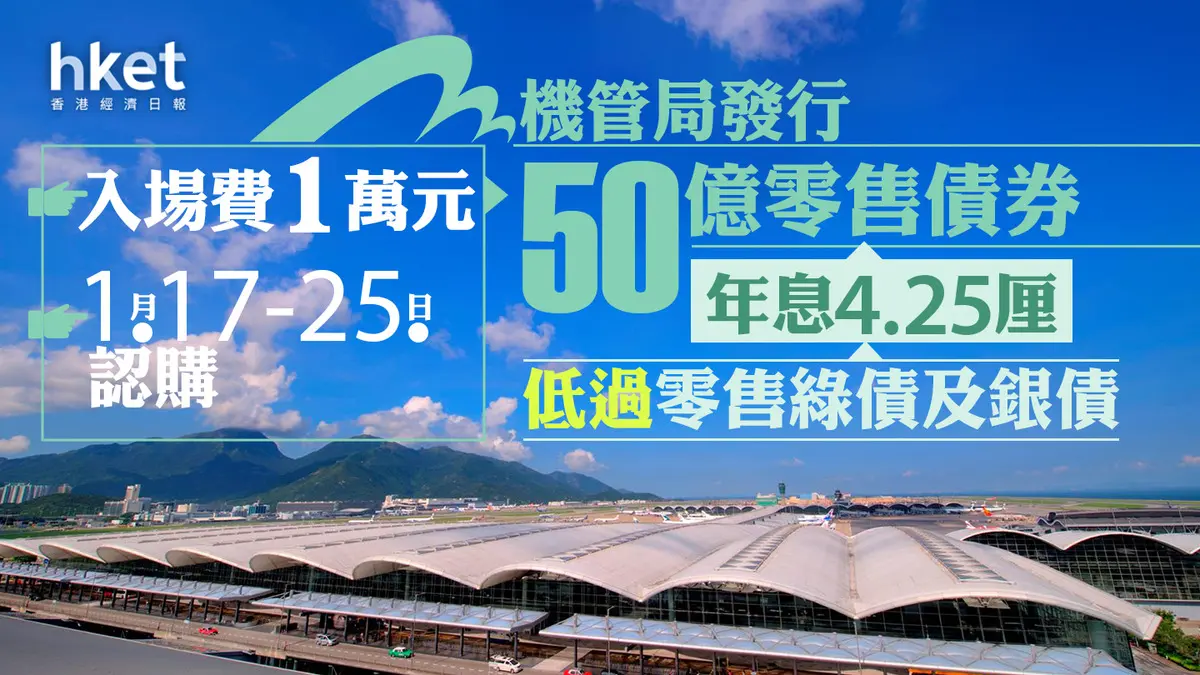 hket
香港經濟日報
機管局發行
50億零售債券
年息4.25厘
低過零售綠債及銀債
入場費1萬元
1月17-25日
認購